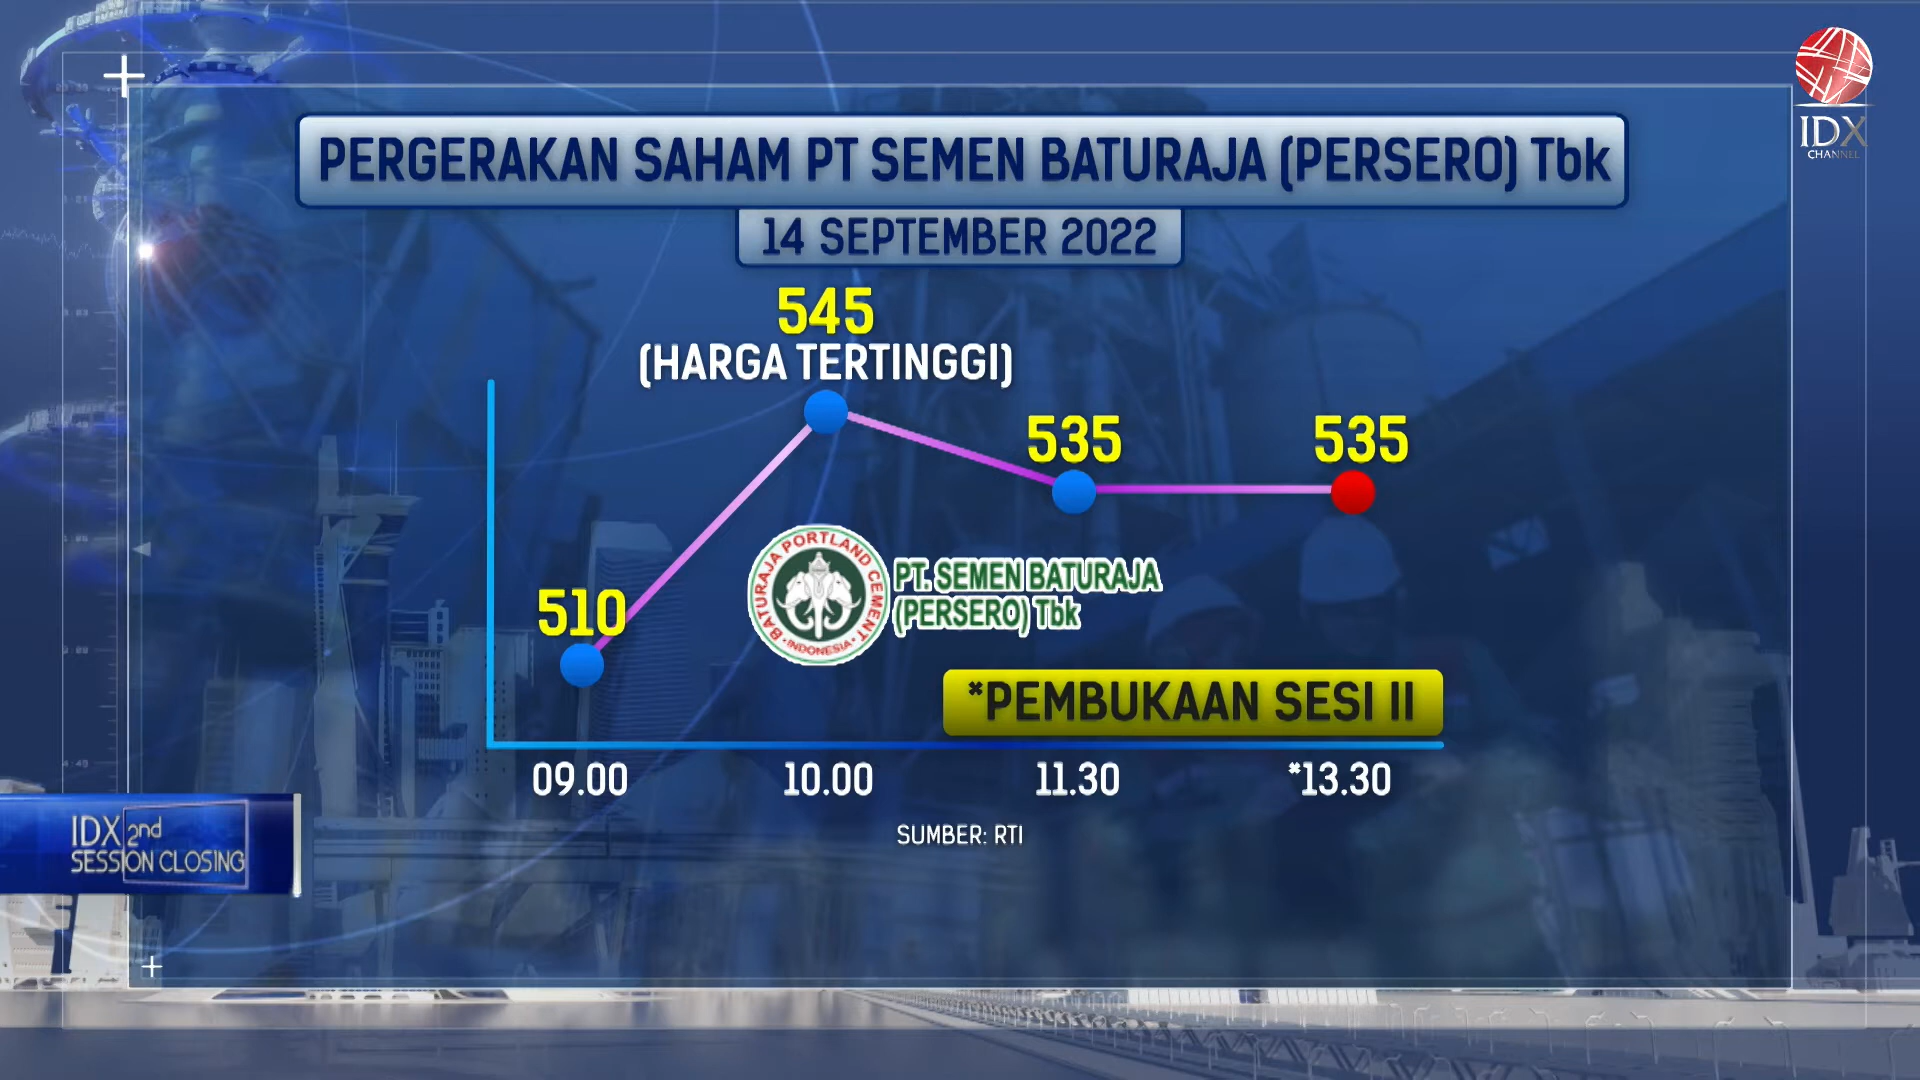 IDX
CHANNEL
PERGERAKAN SAHAM PT SEMEN BATURAJA (PERSERO) Tbk
14 SEPTEMBER 2022
545
(HARGA TERTINGGI)
535
535
510
BATURAJA PORTLAND CEMENT
INDONESIA
PT. SEMEN BATURAJA
(PERSERO) Tbk
*PEMBUKAAN SESI II
09.00 10.00 11.30 *13.30
SUMBER: RTI
IDX 2nd
SESSION CLOSING